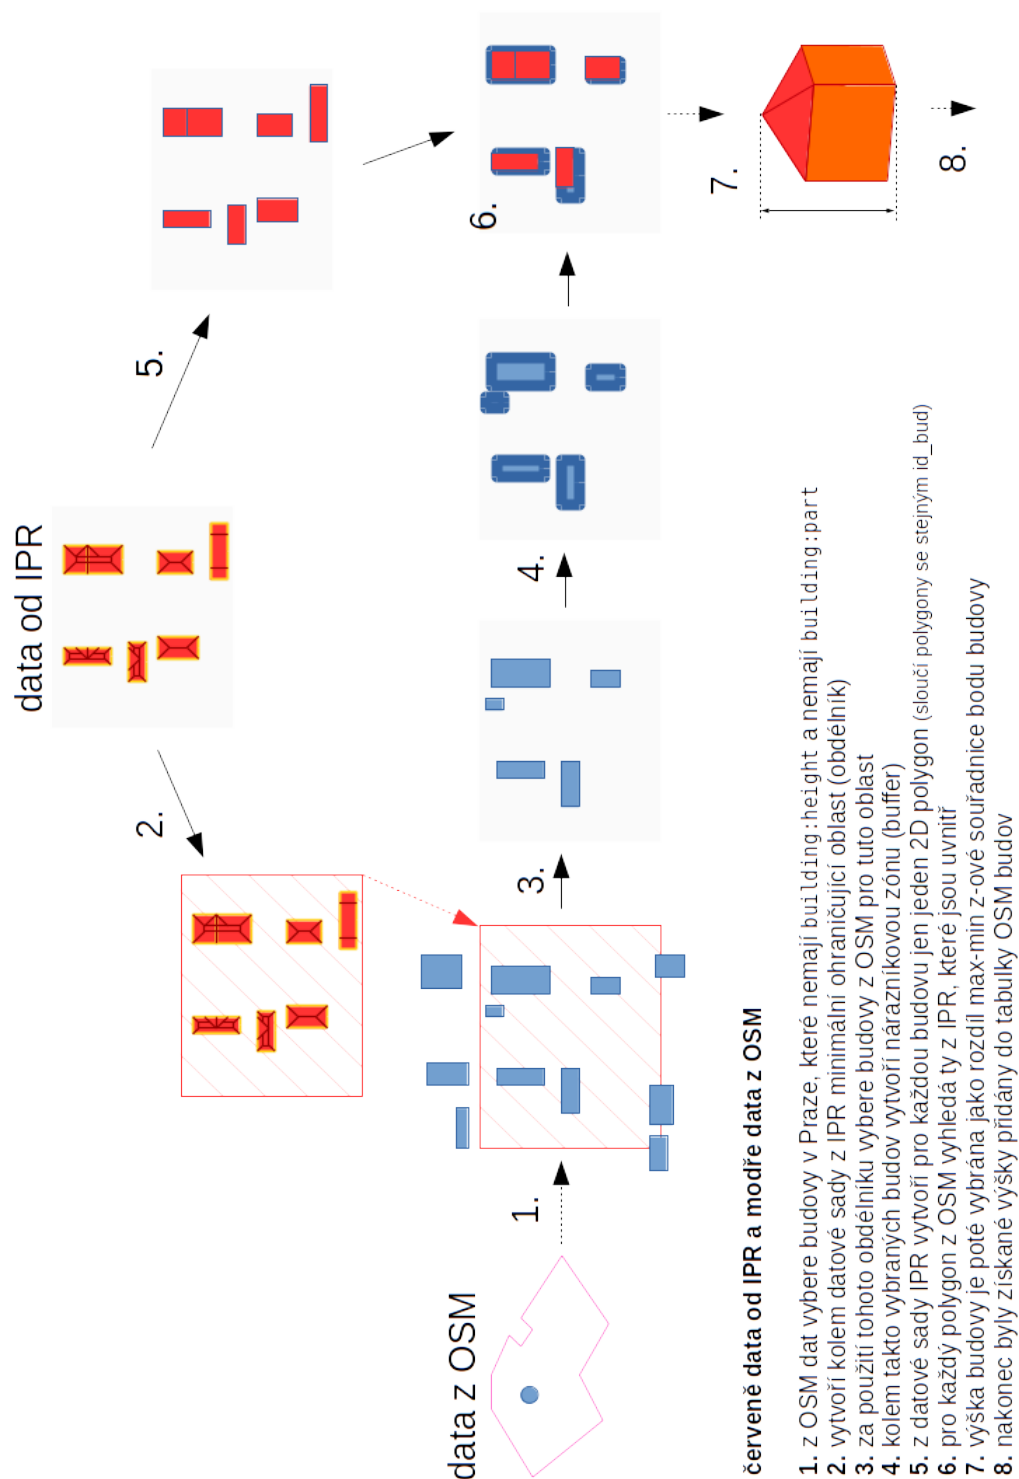 data od IPR
5.
2.
6.
7.
8.
4.
3.
1.
data z OSM
červeně data od IPR a modře data z OSM
1. z OSM dat vybere budovy v Praze, které nemají building:height a nemají building:part
2. vytvoří kolem datové sady z IPR minimální ohraničující oblast (obdélník)
3. za použití tohoto obdélníku vybere budovy z OSM pro tuto oblast
4. kolem takto vybraných budov vytvoří nárazníkovou zónu (buffer)
5. z datové sady IPR vytvoří pro každou budovu jen jeden 2D polygon (sloučí polygony se stejným id_bud)
6. pro každý polygon z OSM vyhledá ty z IPR, které jsou uvnitř
7. výška budovy je poté vybrána jako rozdíl max-min z-ové souřadnice bodu budovy
8. nakonec byly získané výšky přidány do tabulky OSM budov